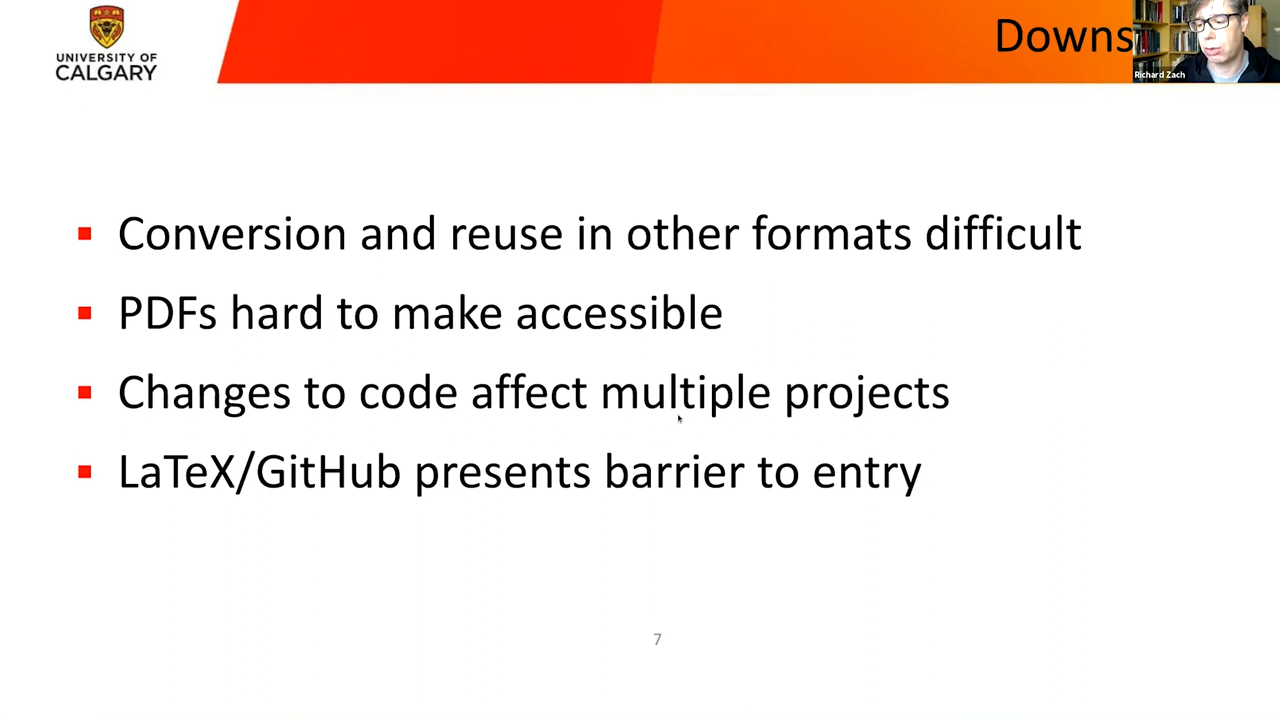 UNIVERSITY OF
CALGARY
Downs
Richard Zach
Conversion and reuse in other formats difficult
PDFs hard to make accessible
Changes to code affect multiple projects
LaTeX/GitHub presents barrier to entry
7